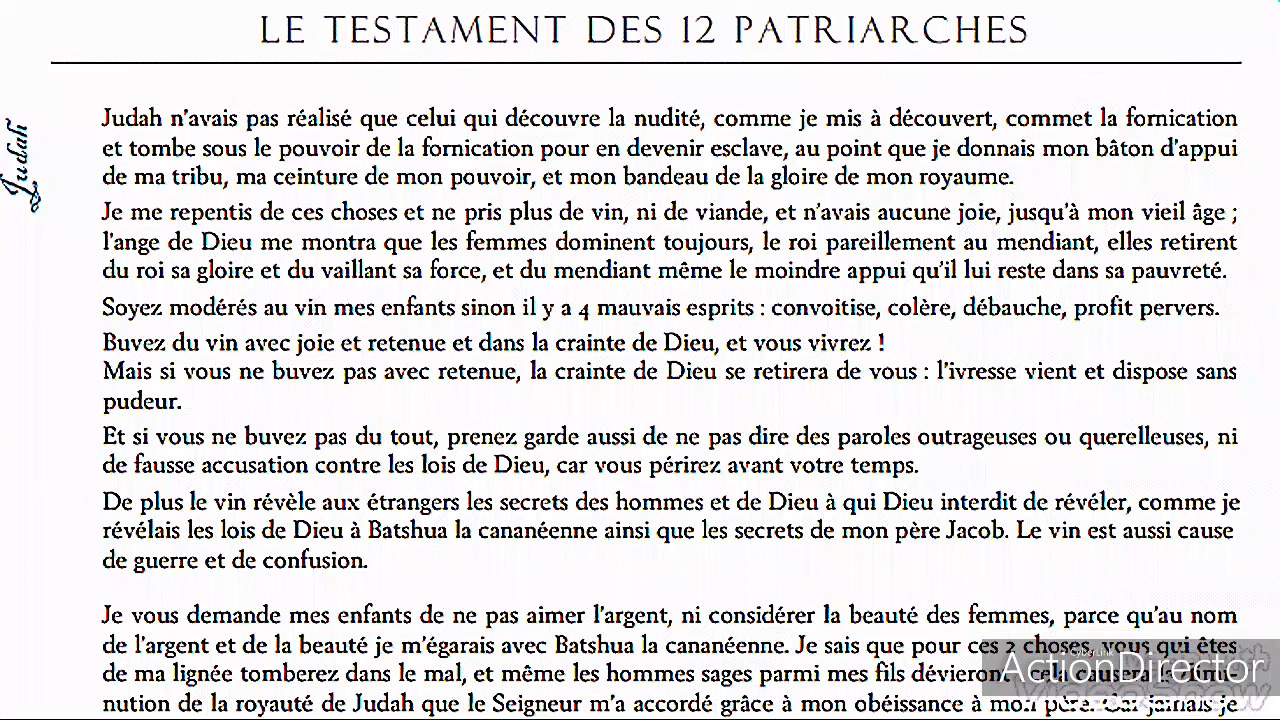 LE TESTAMENT DES 12 PATRIARCHES
Judah
Judah n'avais pas réalisé que celui qui découvre la nudité, comme je mis à découvert, commet la fornication
et tombe sous le pouvoir de la fornication pour en devenir esclave, au point que je donnais mon bâton d'appui
de ma tribu, ma ceinture de mon pouvoir, et mon bandeau de la gloire de mon royaume.
Je me repentis de ces choses et ne pris plus de vin, ni de viande, et n'avais aucune joie, jusqu'à mon vieil âge ;
l'ange de Dieu me montra que les femmes dominent toujours, le roi pareillement au mendiant, elles retirent
du roi sa gloire et du vaillant sa force, et du mendiant même le moindre appui qu'il lui reste dans sa pauvreté.
Soyez modérés au vin mes enfants sinon il y a 4 mauvais esprits : convoitise, colère, débauche, profit pervers.
Buvez du vin avec joie et retenue et dans la crainte de Dieu, et vous vivrez !
Mais si vous ne buvez pas avec retenue, la crainte de Dieu se retirera de vous : l'ivresse vient et dispose sans
pudeur.
Et si vous ne buvez pas du tout, prenez garde aussi de ne pas dire des paroles outrageuses ou querelleuses, ni
de fausse accusation contre les lois de Dieu, car vous périrez avant votre temps.
De plus le vin révèle aux étrangers les secrets des hommes et de Dieu à qui Dieu interdit de révéler, comme je
révélais les lois de Dieu à Batshua la cananéenne ainsi que les secrets de mon père Jacob. Le vin est aussi cause
de guerre et de confusion.
Je vous demande mes enfants de ne pas aimer l'argent, ni considérer la beauté des femmes, parce qu'au nom
de l'argent et de la beauté je m'égarais avec Batshua la cananéenne. Je sais que pour ces 2 choses, vous qui êtes
de ma lignée tomberez dans le mal, et même les hommes sages parmi mes fils dévieront cela causera
nution de la royauté de Judah que le Seigneur m'a accordé grâce à mon obéissance à mon père. Car jamais je
CyberLink
ActionDirector